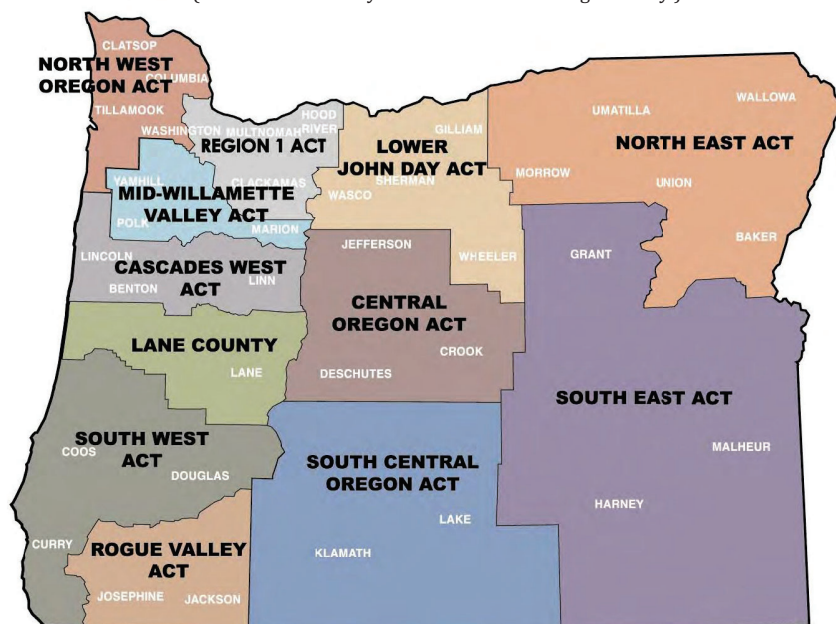 CLATSOP
NORTH WEST
OREGON ACT
COLUMBIA
TILLAMOOK
WASHINGTON
MULTNOMAH
HOOD
RIVER
REGION 1 ACT
CLACKAMAS
GILLIAM
LOWER
JOHN DAY ACT
SHERMAN
WASCO
UMATILLA
WALLOWA
NORTH EAST ACT
MORROW
UNION
BAKER
YAMHILL
MID-WILLAMETTE
VALLEY ACT
POLK
MARION
LINCOLN
CASCADES WEST
ACT
BENTON
LINN
JEFFERSON
WHEELER
CENTRAL
OREGON ACT
CROOK
DESCHUTES
GRANT
LANE COUNTY
LANE
SOUTH EAST ACT
MALHEUR
HARNEY
SOUTH WEST
ACT
COOS
DOUGLAS
CURRY
SOUTH CENTRAL
OREGON ACT
LAKE
KLAMATH
ROGUE VALLEY
ACT
JOSEPHINE
JACKSON